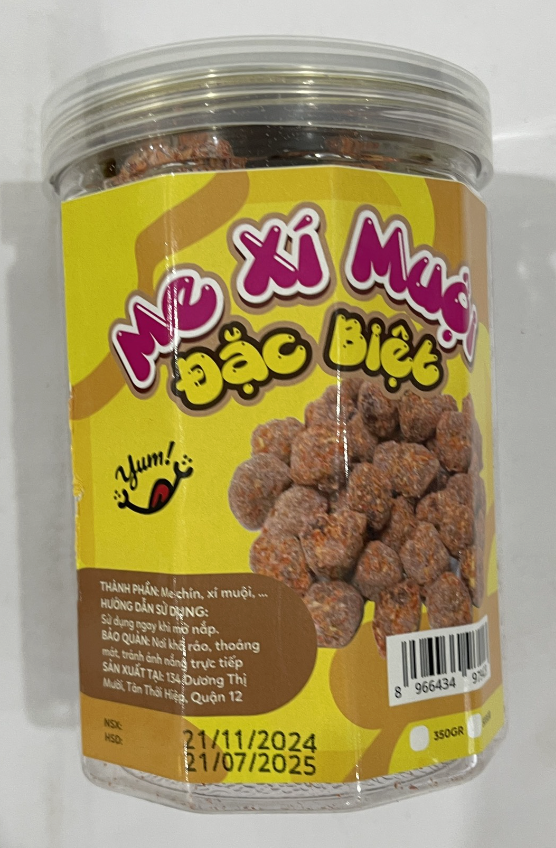 Me Xí Muội
Đặc Biệt
Yum!
THÀNH PHẦN: Me chín, xí muội, ...
HƯỚNG DẪN SỬ DỤNG:
Sử dụng ngay khi mở nắp.
BẢO QUẢN: Nơi khô ráo, thoáng
mát, tránh ánh nắng trực tiếp
SẢN XUẤT TẠI: 134 Dương Thị
Mười, Tân Thới Hiệp, Quận 12
NSX: 21/11/2024
HSD: 21/07/2025
8 966434
350GR